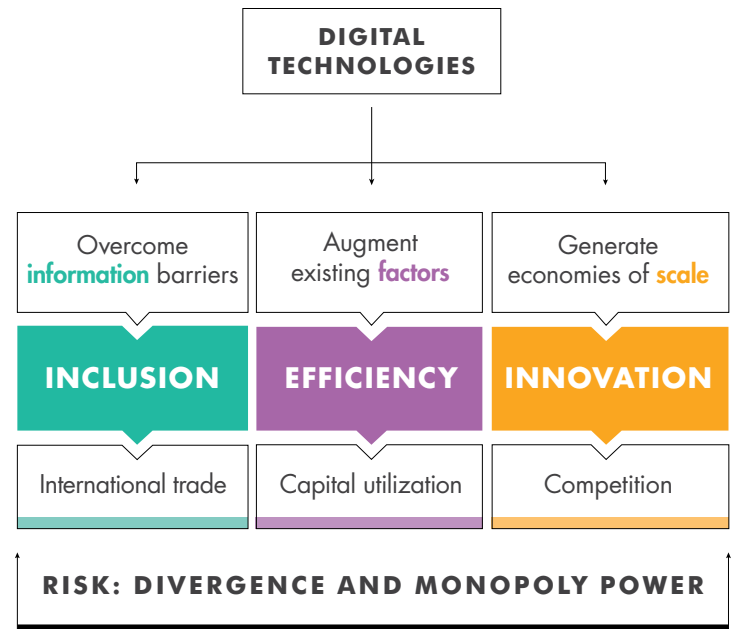 DIGITAL
TECHNOLOGIES
Overcome
information barriers
Augment
existing factors
Generate
economies of scale
INCLUSION
EFFICIENCY
INNOVATION
International trade
Capital utilization
Competition
RISK: DIVERGENCE AND MONOPOLY POWER